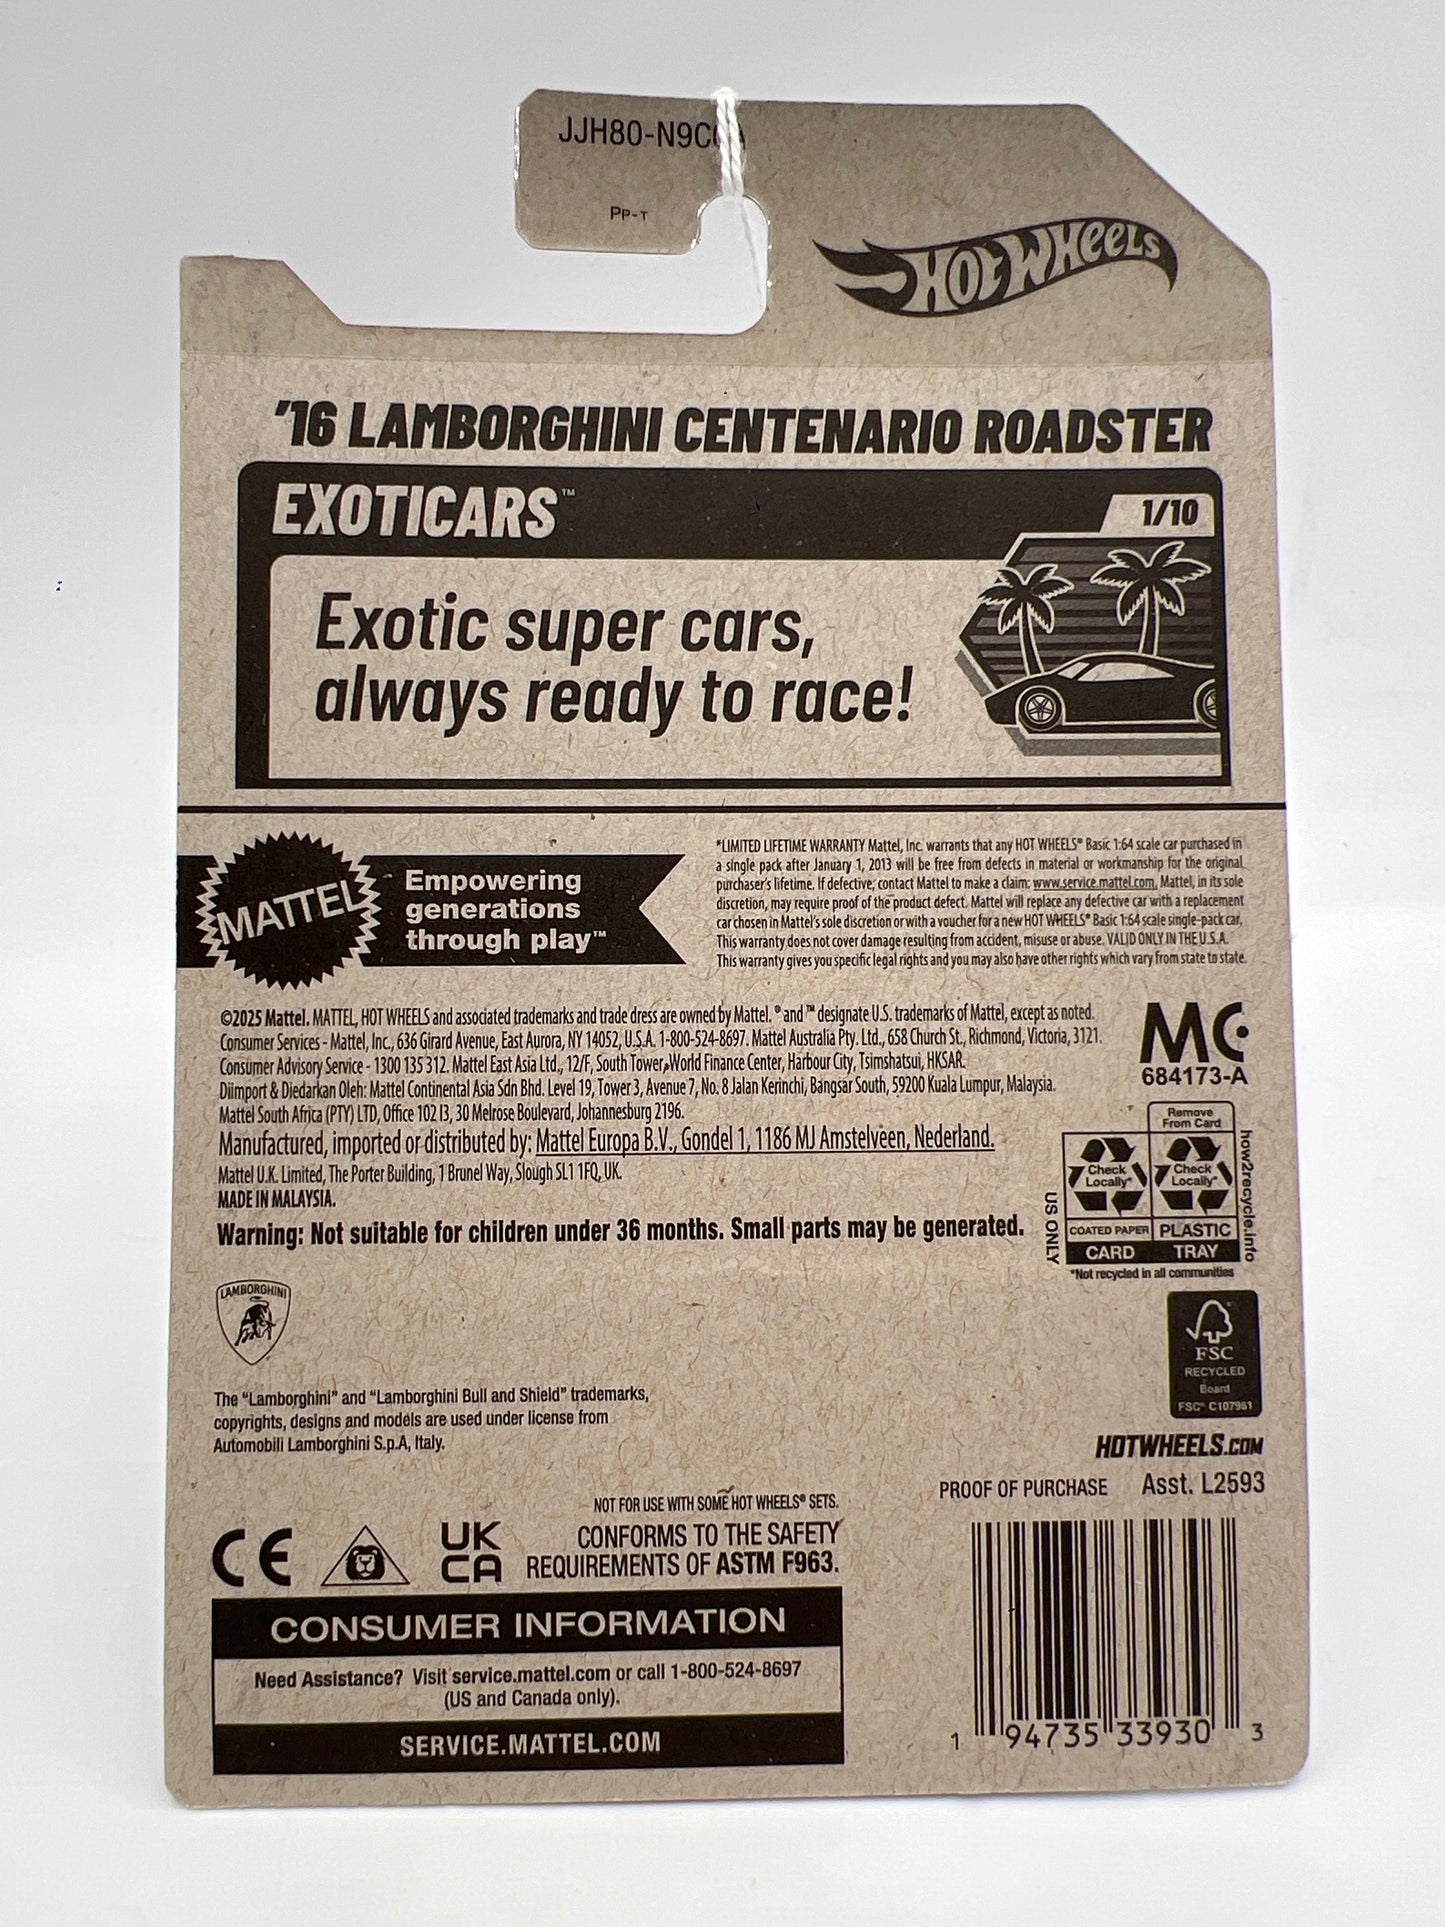 JJH80-N9C
PP-T
HOT WHEELS
'16 LAMBORGHINI CENTENARIO ROADSTER
EXOTICARS™
1/10
Exotic super cars,
always ready to race!
MATTEL
Empowering
generations
through play™
*LIMITED LIFETIME WARRANTY Mattel, Inc. warrants that any HOT WHEELS® Basic 1:64 scale car purchased in
a single pack after January 1, 2013 will be free from defects in material or workmanship for the original
purchaser's lifetime. If defective, contact Mattel to make a claim: www.service.mattel.com. Mattel, in its sole
discretion, may require proof of the product defect. Mattel will replace any defective car with a replacement
car chosen in Mattel's sole discretion or with a voucher for a new HOT WHEELS® Basic 1:64 scale single-pack car.
This warranty does not cover damage resulting from accident, misuse or abuse. VALID ONLY IN THE U.S.A.
This warranty gives you specific legal rights and you may also have other rights which vary from state to state.
©2025 Mattel. MATTEL, HOT WHEELS and associated trademarks and trade dress are owned by Mattel. ® and ™ designate U.S. trademarks of Mattel, except as noted.
Consumer Services - Mattel, Inc., 636 Girard Avenue, East Aurora, NY 14052, U.S.A. 1-800-524-8697. Mattel Australia Pty. Ltd., 658 Church St., Richmond, Victoria, 3121.
Consumer Advisory Service - 1300 135 312. Mattel East Asia Ltd., 12/F, South Tower, World Finance Center, Harbour City, Tsimshatsui, HKSAR.
Diimport & Diedarkan Oleh: Mattel Continental Asia Sdn Bhd. Level 19, Tower 3, Avenue 7, No. 8 Jalan Kerinchi, Bangsar South, 59200 Kuala Lumpur, Malaysia.
Mattel South Africa (PTY) LTD, Office 102 I3, 30 Melrose Boulevard, Johannesburg 2196.
Manufactured, imported or distributed by: Mattel Europa B.V., Gondel 1, 1186 MJ Amstelveen, Nederland.
Mattel U.K. Limited, The Porter Building, 1 Brunel Way, Slough SL1 1FQ, UK.
MADE IN MALAYSIA.
Warning: Not suitable for children under 36 months. Small parts may be generated.
MC
684173-A
Remove
From Card
Check
Locally*
Check
Locally*
COATED PAPER
PLASTIC
CARD
TRAY
US ONLY
how2recycle.info
*Not recycled in all communities
LAMBORGHINI
FSC
RECYCLED
Board
FSC® C107961
The "Lamborghini" and "Lamborghini Bull and Shield" trademarks,
copyrights, designs and models are used under license from
Automobili Lamborghini S.p.A, Italy.
HOTWHEELS.COM
PROOF OF PURCHASE Asst. L2593
NOT FOR USE WITH SOME HOT WHEELS® SETS.
CE
UK
CA
CONFORMS TO THE SAFETY
REQUIREMENTS OF ASTM F963.
CONSUMER INFORMATION
Need Assistance? Visit service.mattel.com or call 1-800-524-8697
(US and Canada only).
SERVICE.MATTEL.COM
1 94735 33930 3